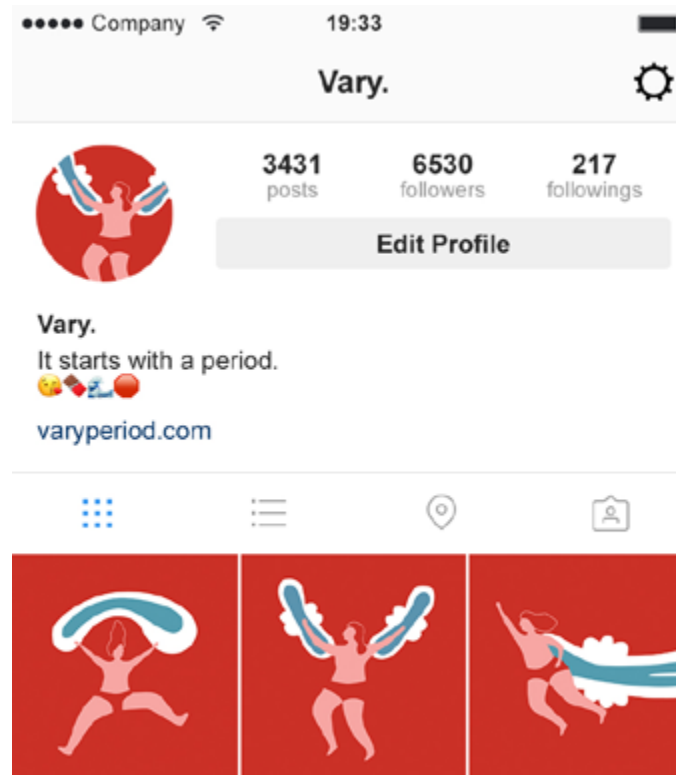 ●●●●● Company 19:33
Vary.
3431 6530 217
posts followers followings
Edit Profile
Vary.
It starts with a period.
😘🍫🌊🛑
varyperiod.com